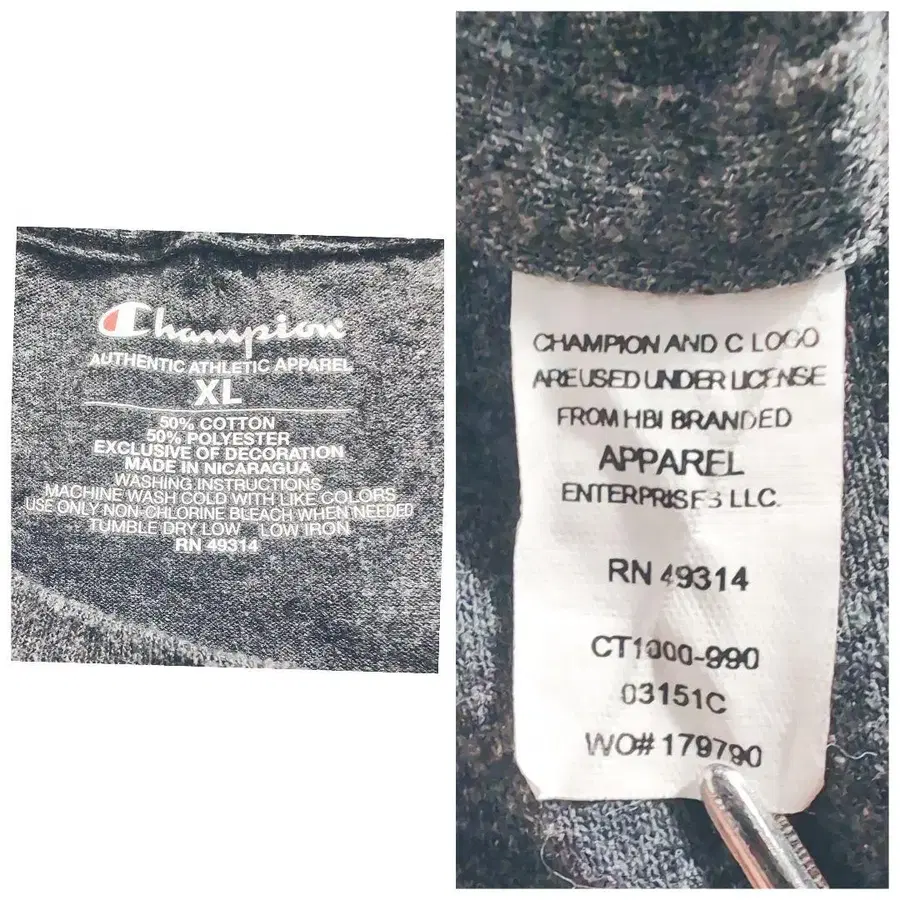 Champion
AUTHENTIC ATHLETIC APPAREL
XL
50% COTTON
50% POLYESTER
EXCLUSIVE OF DECORATION
MADE IN NICARAGUA
WASHING INSTRUCTIONS
MACHINE WASH COLD WITH LIKE COLORS
USE ONLY NON-CHLORINE BLEACH WHEN NEEDED
TUMBLE DRY LOW LOW IRON
RN 49314
CHAMPION AND C LOGO
ARE USED UNDER LICENSE
FROM HBI BRANDED
APPAREL
ENTERPRISES LLC.
RN 49314
CT1000-990
03151C
WO# 179790